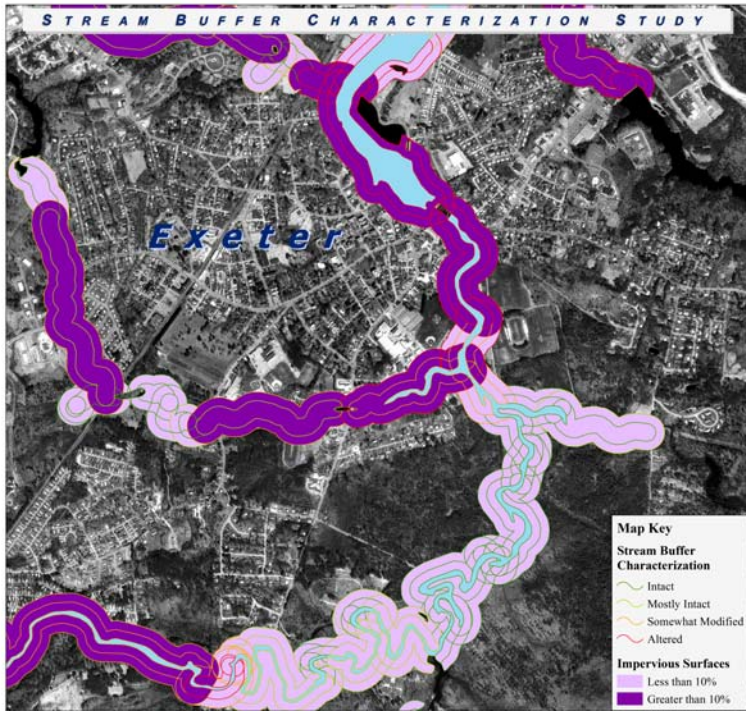 STREAM BUFFER CHARACTERIZATION STUDY
Exeter
Map Key
Stream Buffer
Characterization
Intact
Mostly Intact
Somewhat Modified
Altered
Impervious Surfaces
Less than 10%
Greater than 10%